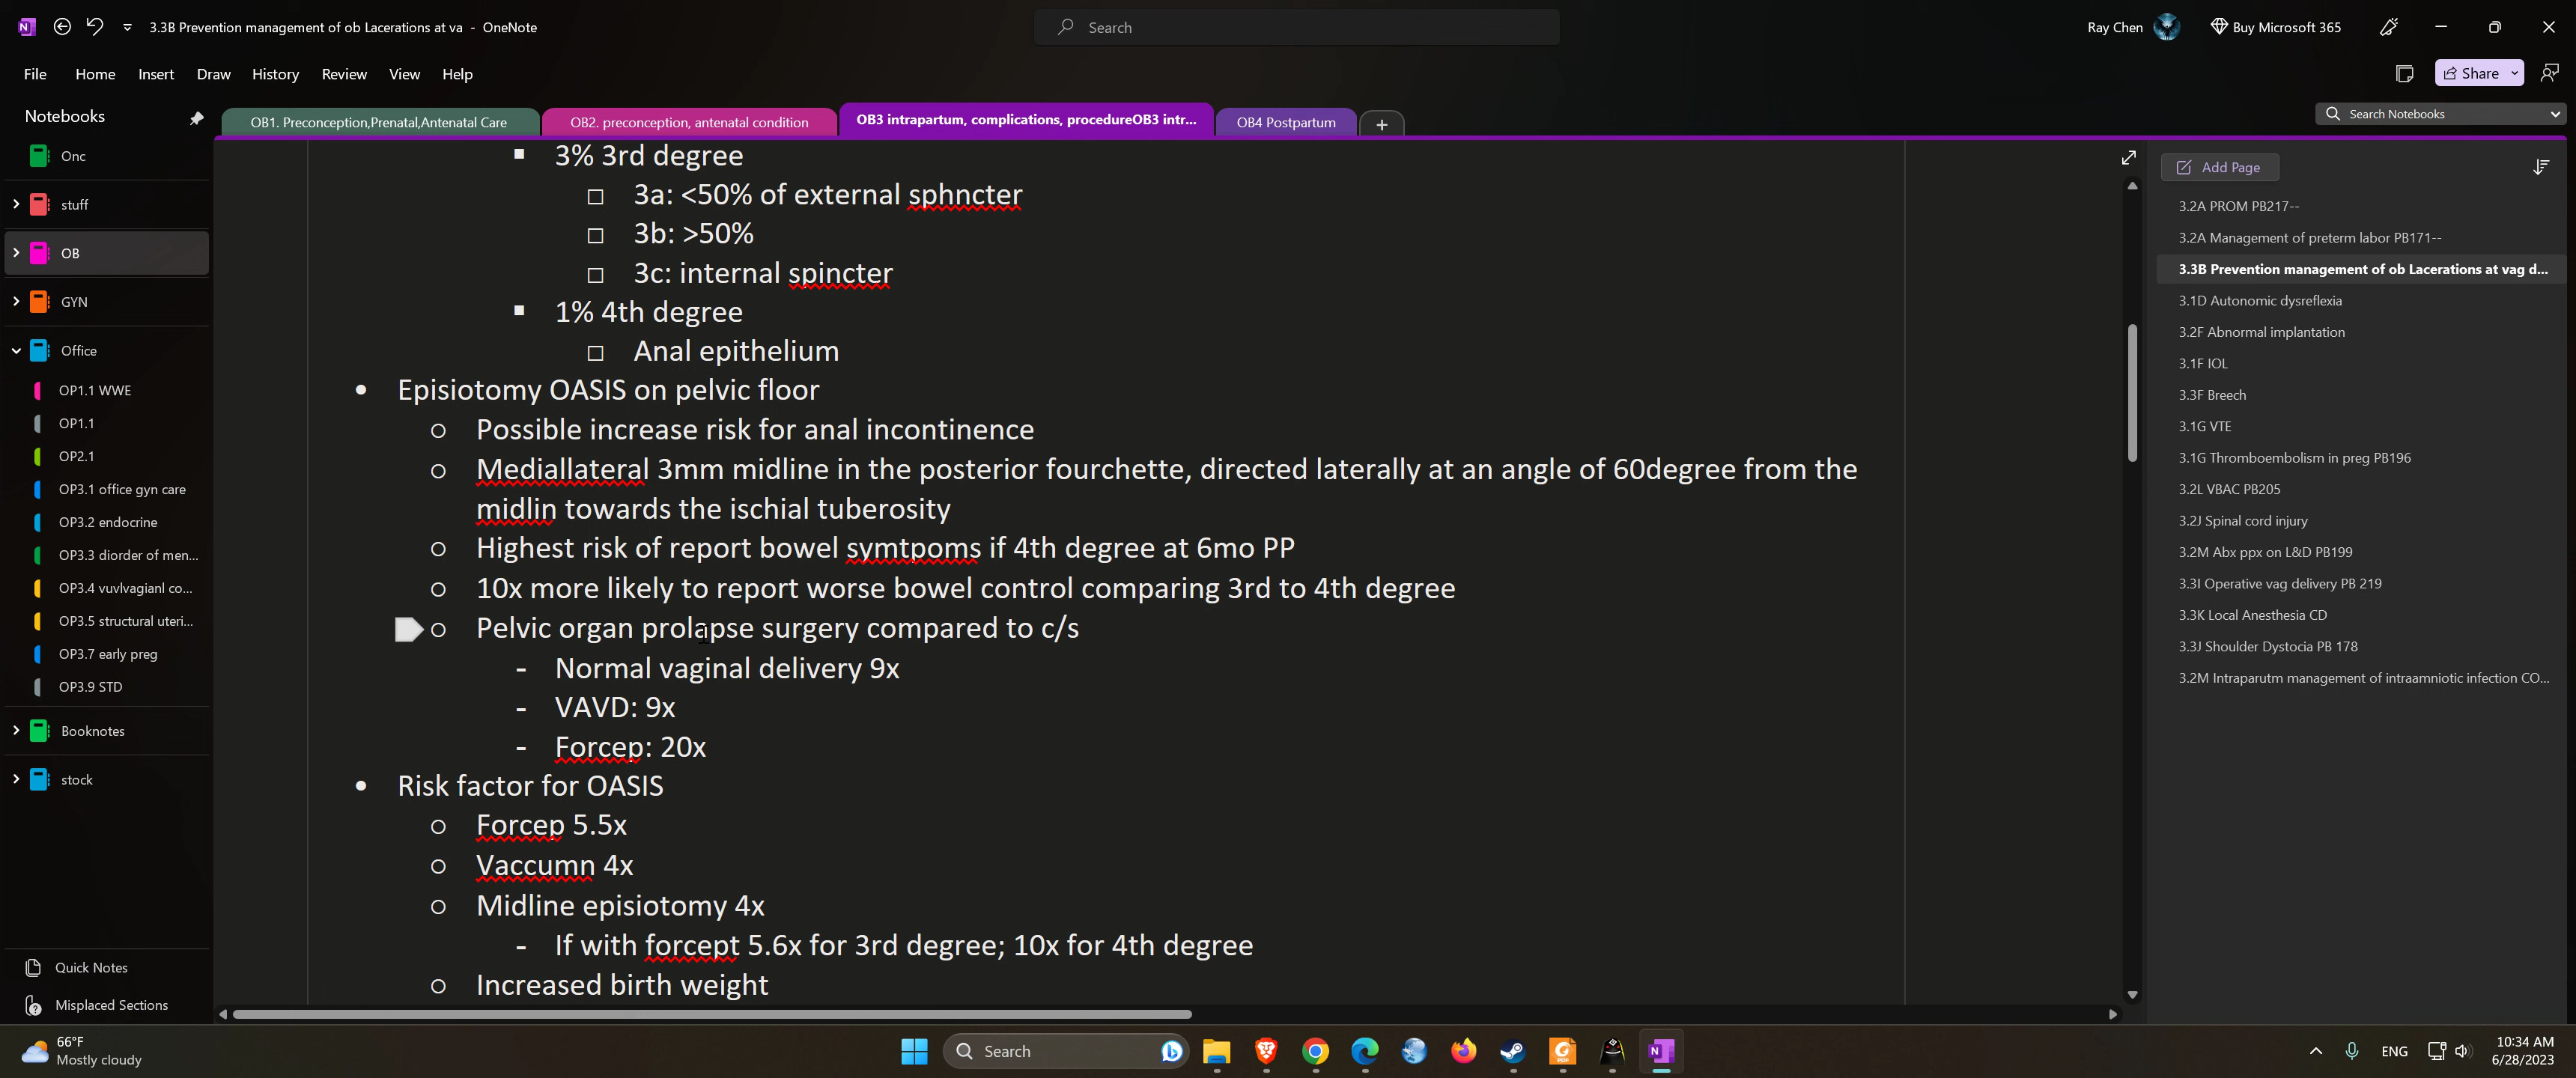 3.3B Prevention management of ob Lacerations at va - OneNote
Search
Ray Chen
Buy Microsoft 365
File Home Insert Draw History Review View Help
Share
Notebooks
OB1. Preconception,Prenatal,Antenatal Care
OB2. preconception, antenatal condition
OB3 intrapartum, complications, procedureOB3 intr...
OB4 Postpartum
+
Search Notebooks
Onc
stuff
OB
GYN
Office
OP1.1 WWE
OP1.1
OP2.1
OP3.1 office gyn care
OP3.2 endocrine
OP3.3 diorder of men...
OP3.4 vuvlvagianl co...
OP3.5 structural uteri...
OP3.7 early preg
OP3.9 STD
Booknotes
stock
Quick Notes
Misplaced Sections
3% 3rd degree
3a: <50% of external sphncter
3b: >50%
3c: internal spincter
1% 4th degree
Anal epithelium
Episiotomy OASIS on pelvic floor
Possible increase risk for anal incontinence
Mediallateral 3mm midline in the posterior fourchette, directed laterally at an angle of 60degree from the
midlin towards the ischial tuberosity
Highest risk of report bowel symtpoms if 4th degree at 6mo PP
10x more likely to report worse bowel control comparing 3rd to 4th degree
Pelvic organ prolapse surgery compared to c/s
- Normal vaginal delivery 9x
- VAVD: 9x
- Forcep: 20x
Risk factor for OASIS
Forcep 5.5x
Vaccumn 4x
Midline episiotomy 4x
- If with forcept 5.6x for 3rd degree; 10x for 4th degree
Increased birth weight
Add Page
3.2A PROM PB217--
3.2A Management of preterm labor PB171--
3.3B Prevention management of ob Lacerations at vag d...
3.1D Autonomic dysreflexia
3.2F Abnormal implantation
3.1F IOL
3.3F Breech
3.1G VTE
3.1G Thromboembolism in preg PB196
3.2L VBAC PB205
3.2J Spinal cord injury
3.2M Abx ppx on L&D PB199
3.3I Operative vag delivery PB 219
3.3K Local Anesthesia CD
3.3J Shoulder Dystocia PB 178
3.2M Intraparutm management of intraamniotic infection CO...
66°F
Mostly cloudy
Search
ENG
10:34 AM
6/28/2023